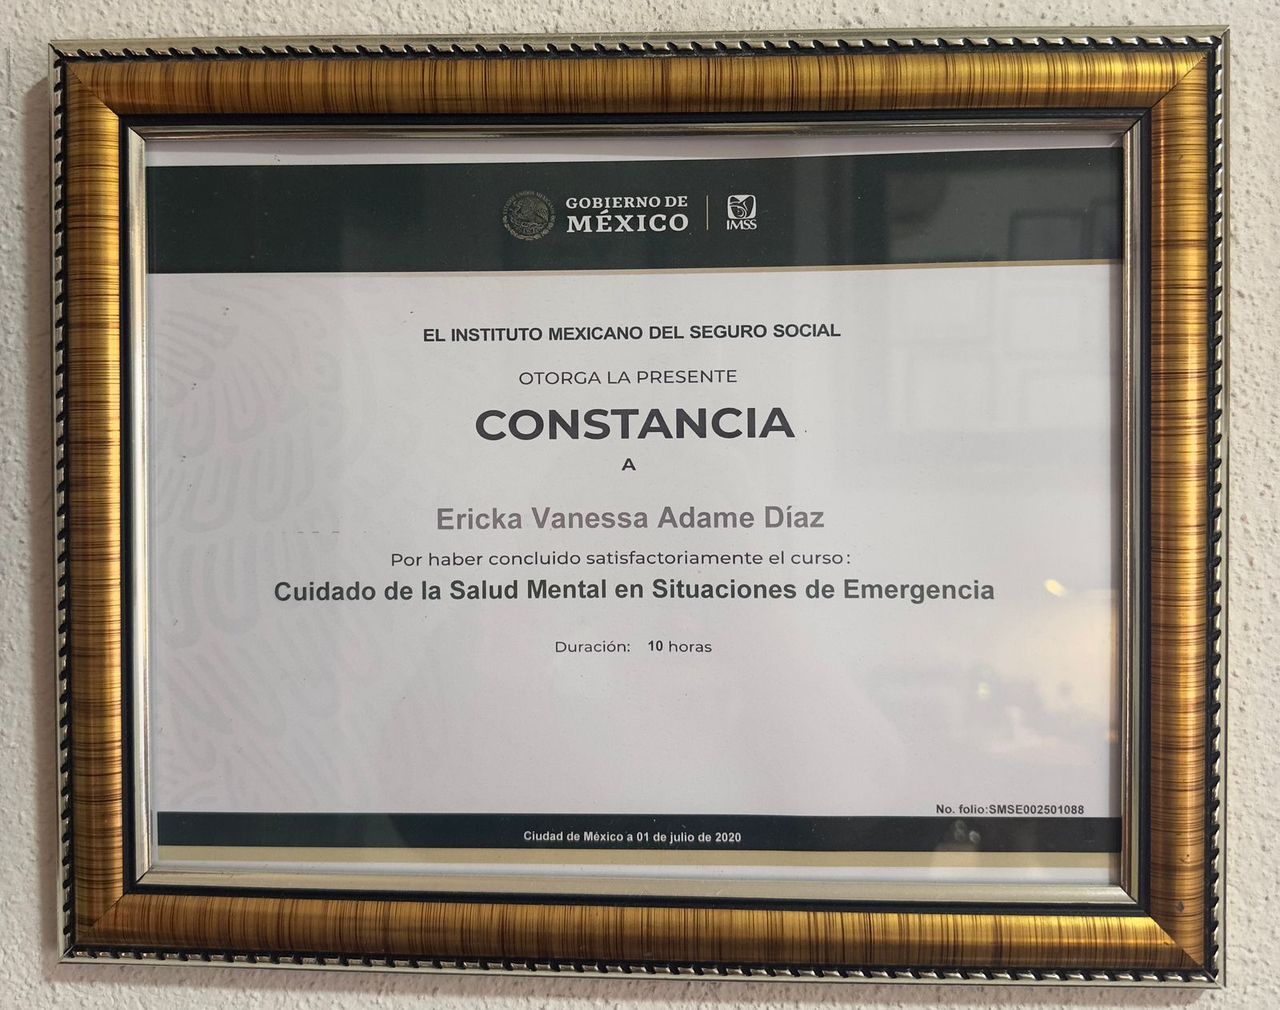 GOBIERNO DE
MÉXICO
IMSS
EL INSTITUTO MEXICANO DEL SEGURO SOCIAL
OTORGA LA PRESENTE
CONSTANCIA
A
Ericka Vanessa Adame Díaz
Por haber concluido satisfactoriamente el curso:
Cuidado de la Salud Mental en Situaciones de Emergencia
Duración: 10 horas
No. folio:SMSE002501088
Ciudad de México a 01 de julio de 2020